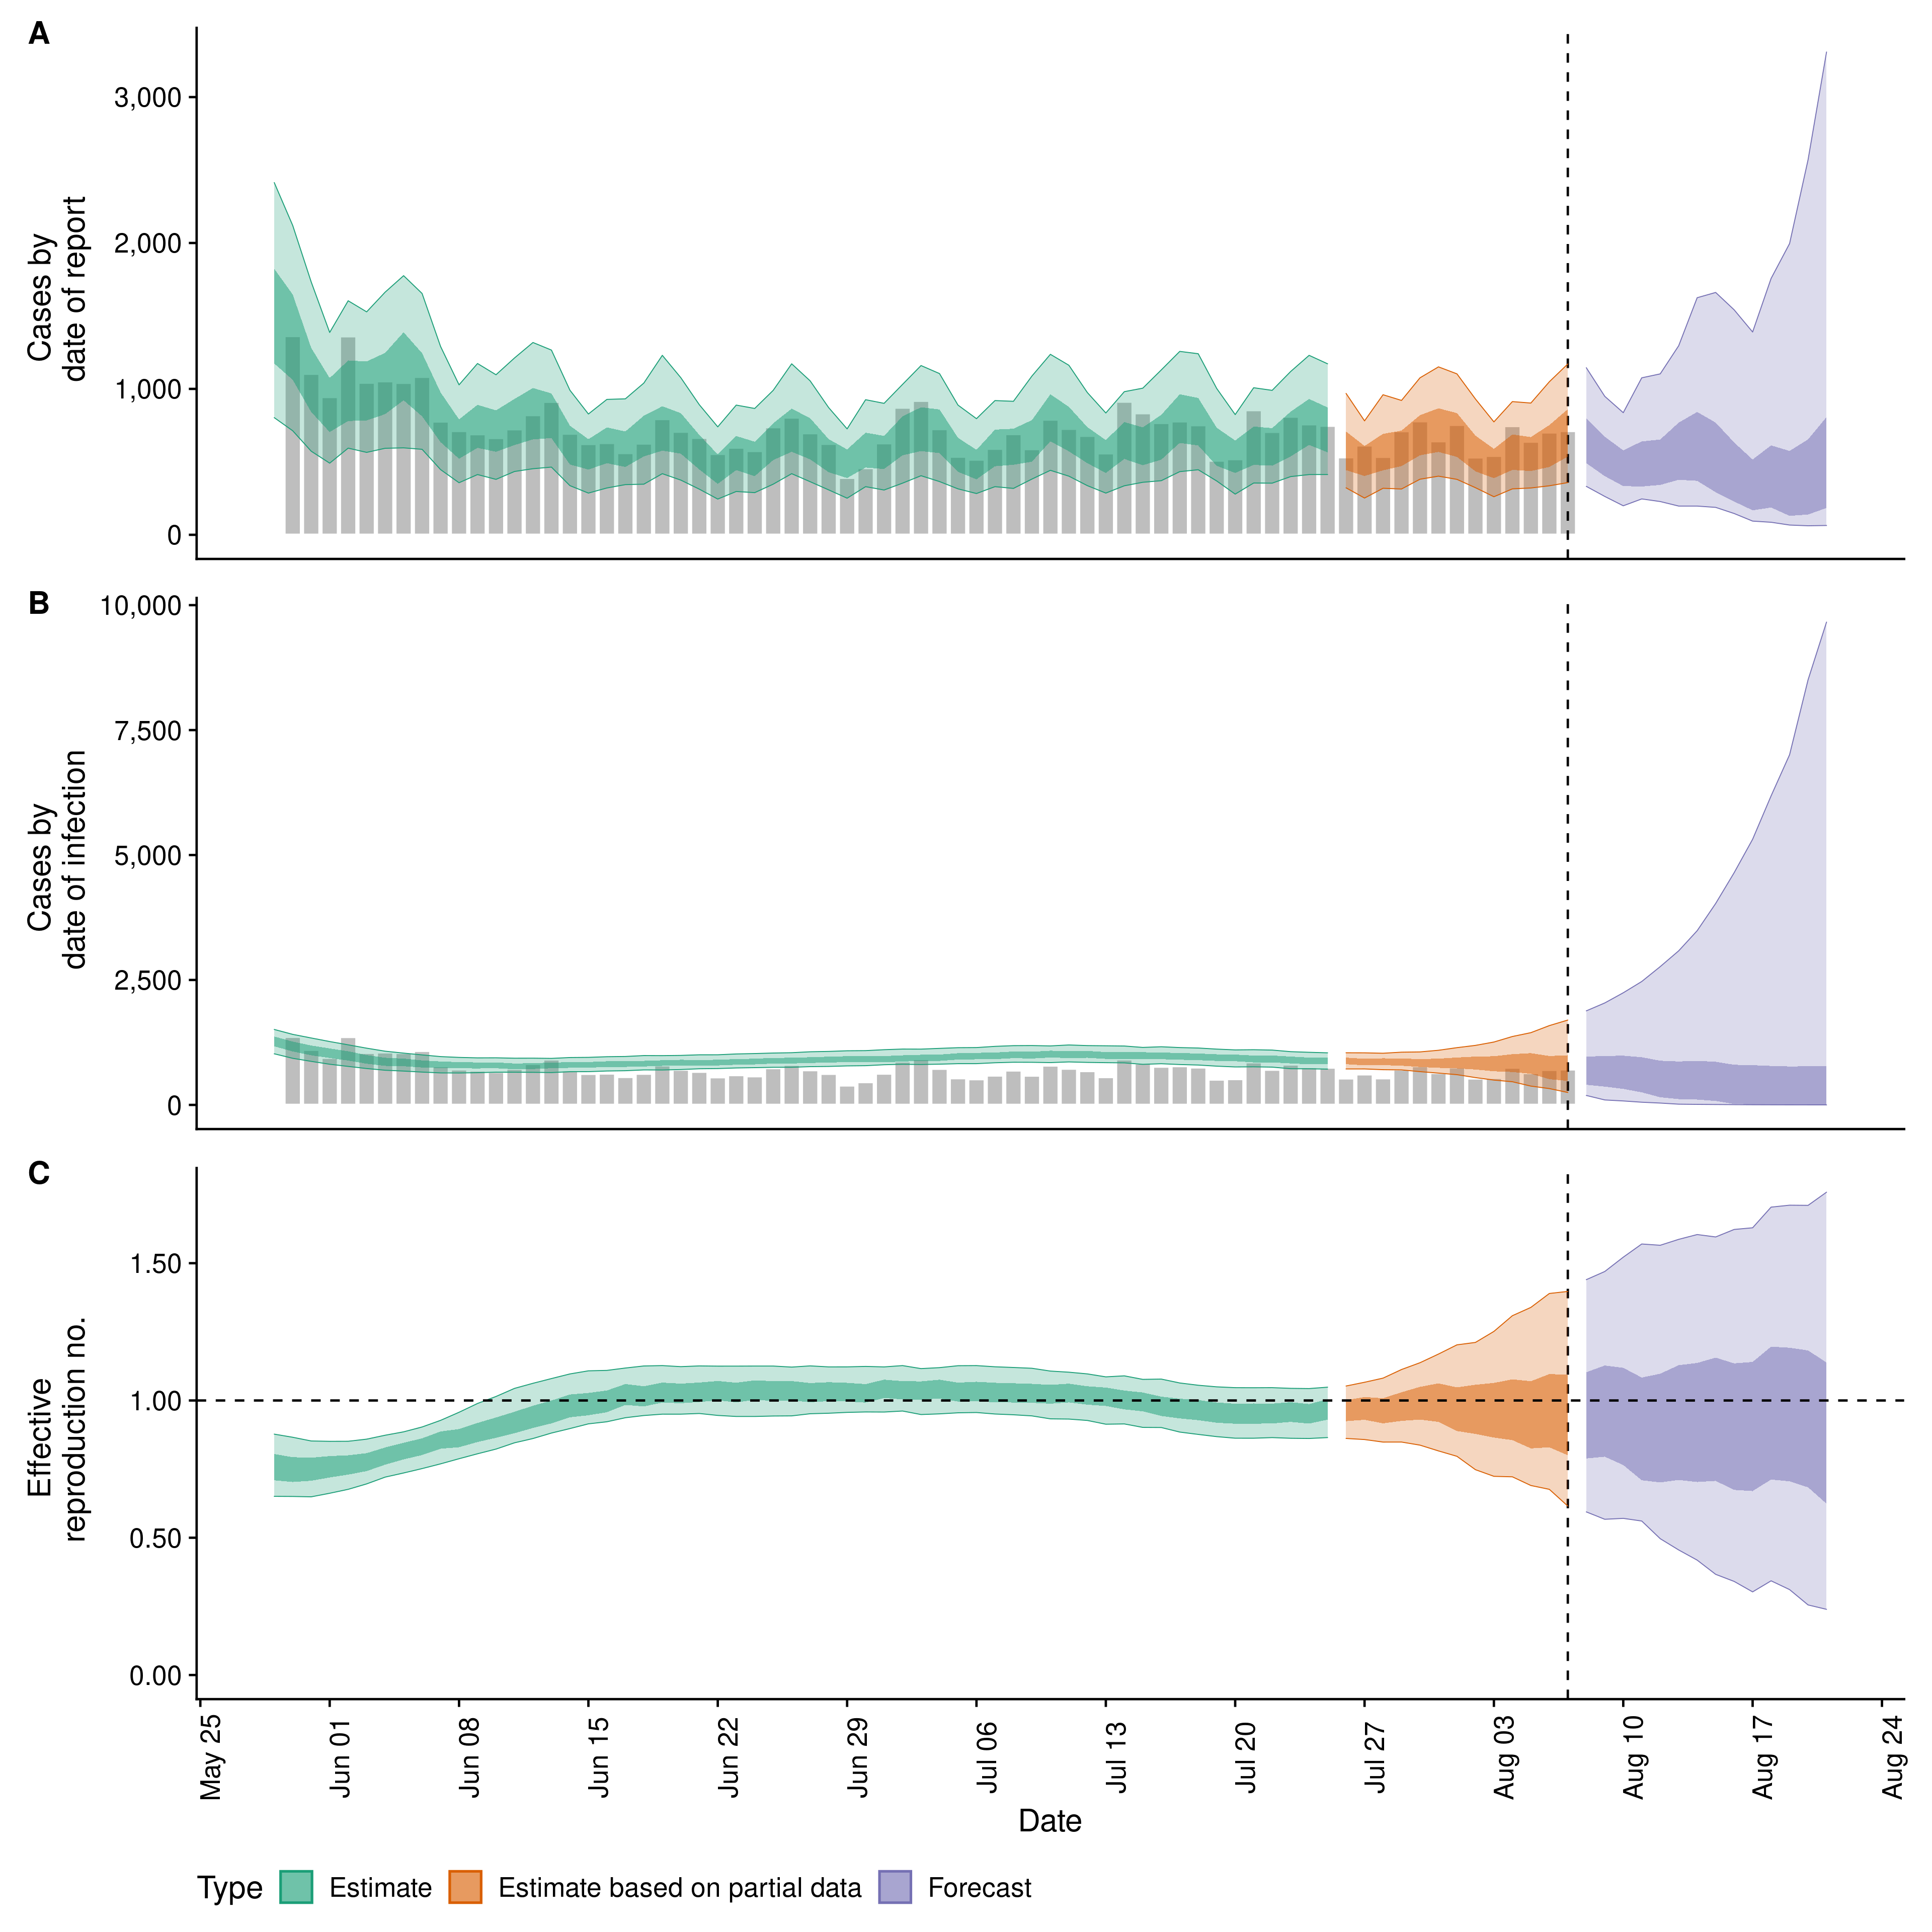 A
Cases by
date of report
3,000
2,000
1,000
0
B
Cases by
date of infection
10,000
7,500
5,000
2,500
0
C
Effective
reproduction no.
1.50
1.00
0.50
0.00
May 25
Jun 01
Jun 08
Jun 15
Jun 22
Jun 29
Jul 06
Jul 13
Jul 20
Jul 27
Aug 03
Aug 10
Aug 17
Aug 24
Date
Type Estimate Estimate based on partial data Forecast